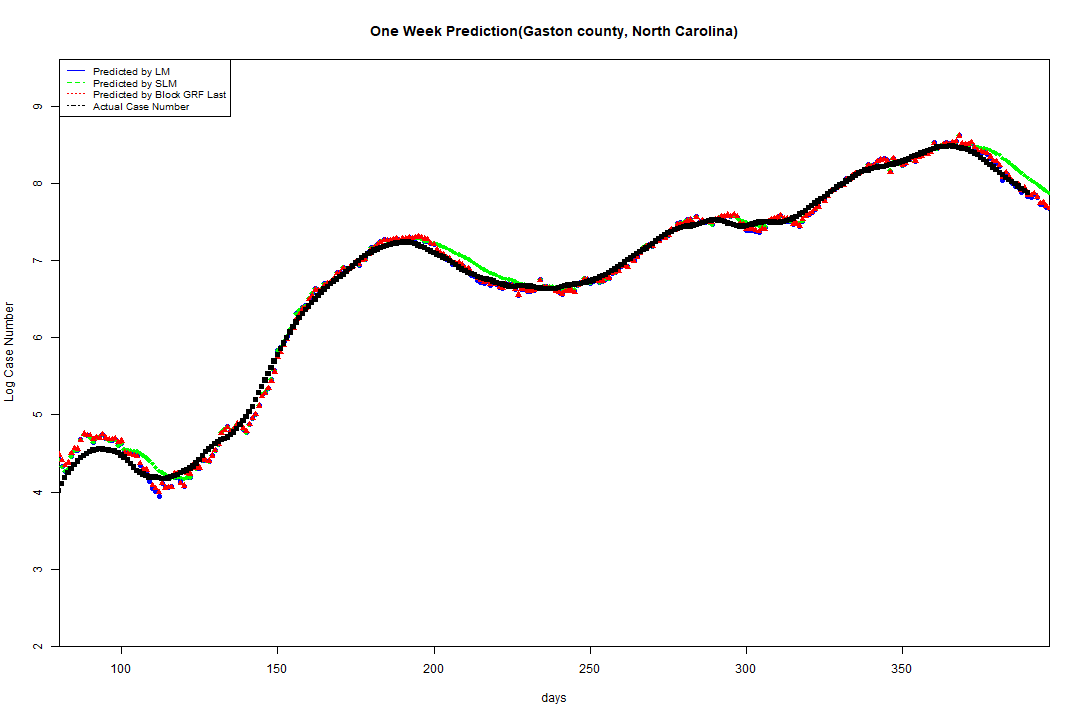 One Week Prediction(Gaston county, North Carolina)
Predicted by LM
Predicted by SLM
Predicted by Block GRF Last
Actual Case Number
9
8
7
6
5
4
3
2
Log Case Number
100 150 200 250 300 350
days